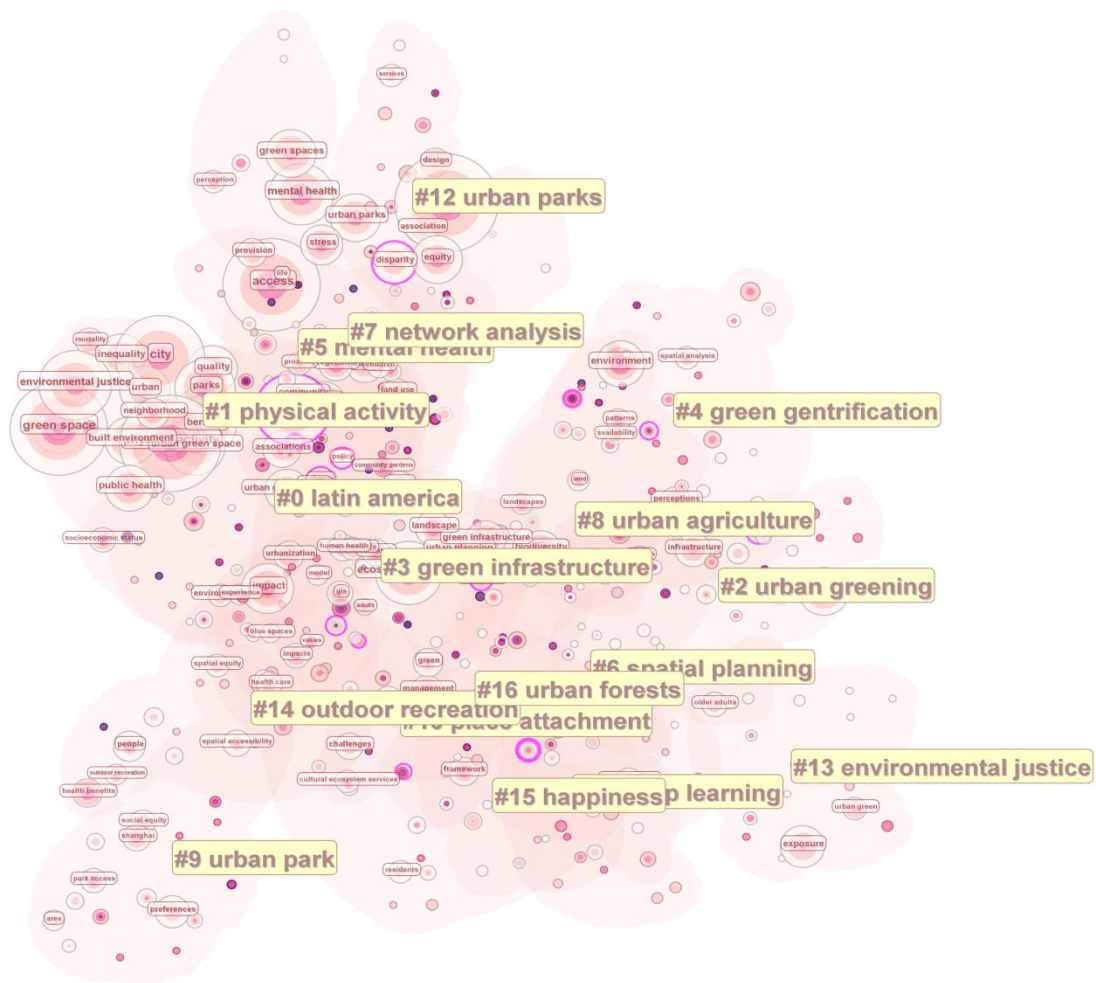 services
green spaces
design
perception
mental health
#12 urban parks
urban parks
association
stress
provision
disparity
equity
life
access
#7 network analysis
#5 mental health
mortality
inequality
city
children
environment
spatial analysis
quality
environmental justice
urban
parks
community
land use
#1 physical activity
#4 green gentrification
neighborhood
green space
built environment
urban green space
associations
patterns
availability
policy
community gardens
public health
#0 latin america
land
landscapes
perceptions
#8 urban agriculture
landscape
green infrastructure
socioeconomic status
urbanization
human health
urban planning
biodiversity
infrastructure
#3 green infrastructure
model
impact
#2 urban greening
experience
gis
adults
blue spaces
values
impacts
spatial equity
green
#6 spatial planning
health care
management
#16 urban forests
older adults
#14 outdoor recreation
place attachment
people
spatial accessibility
challenges
outdoor recreation
cultural ecosystem services
framework
#13 environmental justice
health benefits
#15 happiness
learning
urban green
social equity
shanghai
exposure
#9 urban park
residents
park access
preferences
area